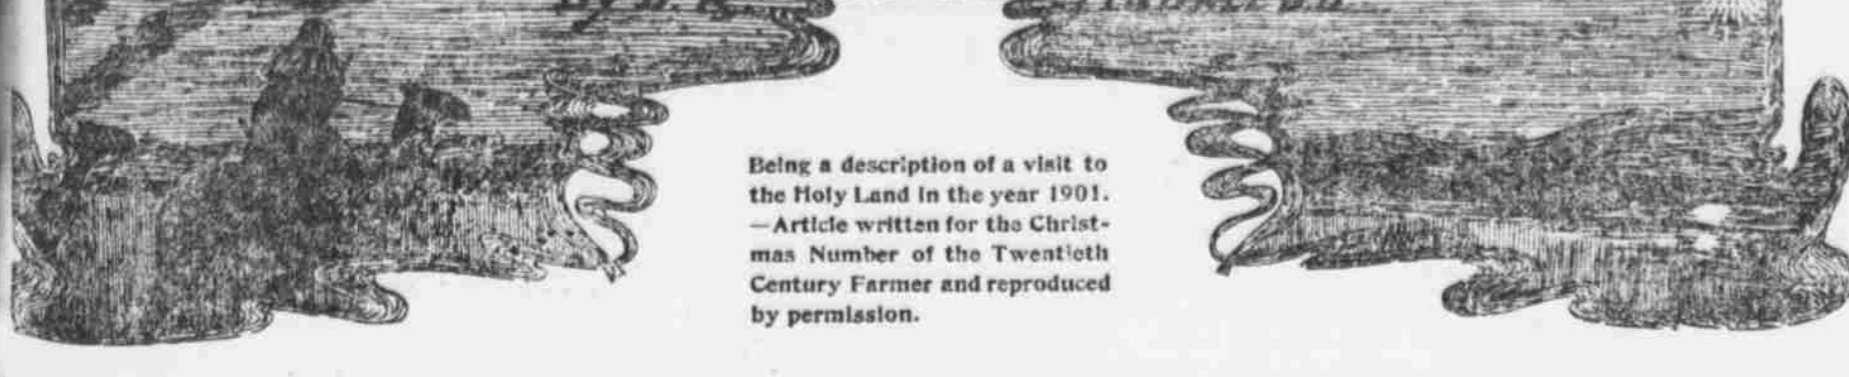 Being a description of a visit to
the Holy Land in the year 1901.
—Article written for the Christ-
mas Number of the Twentieth
Century Farmer and reproduced
by permission.